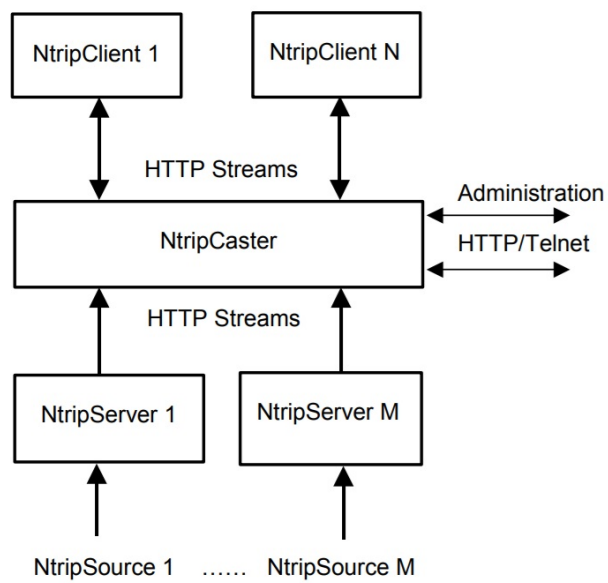 NtripClient 1
NtripClient N
HTTP Streams
Administration
NtripCaster
HTTP/Telnet
HTTP Streams
NtripServer 1
NtripServer M
NtripSource 1 …… NtripSource M